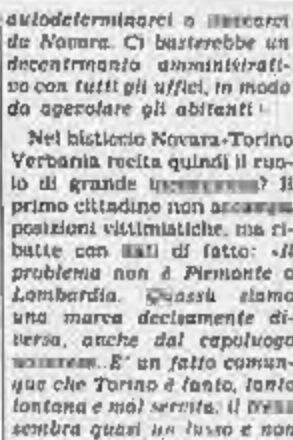 autodeterminarci o
da Novara. Ci basterebbe un
decentramento amministrati-
vo con tutti gli uffici, in modo
da agevolare gli abitanti
Nel bisticcio Novara-Torino
Verbania recita quindi il ruo-
lo di grande ? Il
primo cittadino non
posizioni vittimistiche, ma ri-
batte con di fatto: «Il
problema non è Piemonte o
Lombardia. siamo
una marca decisamente di-
versa, anche dal capoluogo
. E' un fatto comun-
que che Torino è tanto, tanto
lontana e mal servita. Il
sembra quasi un lusso e non